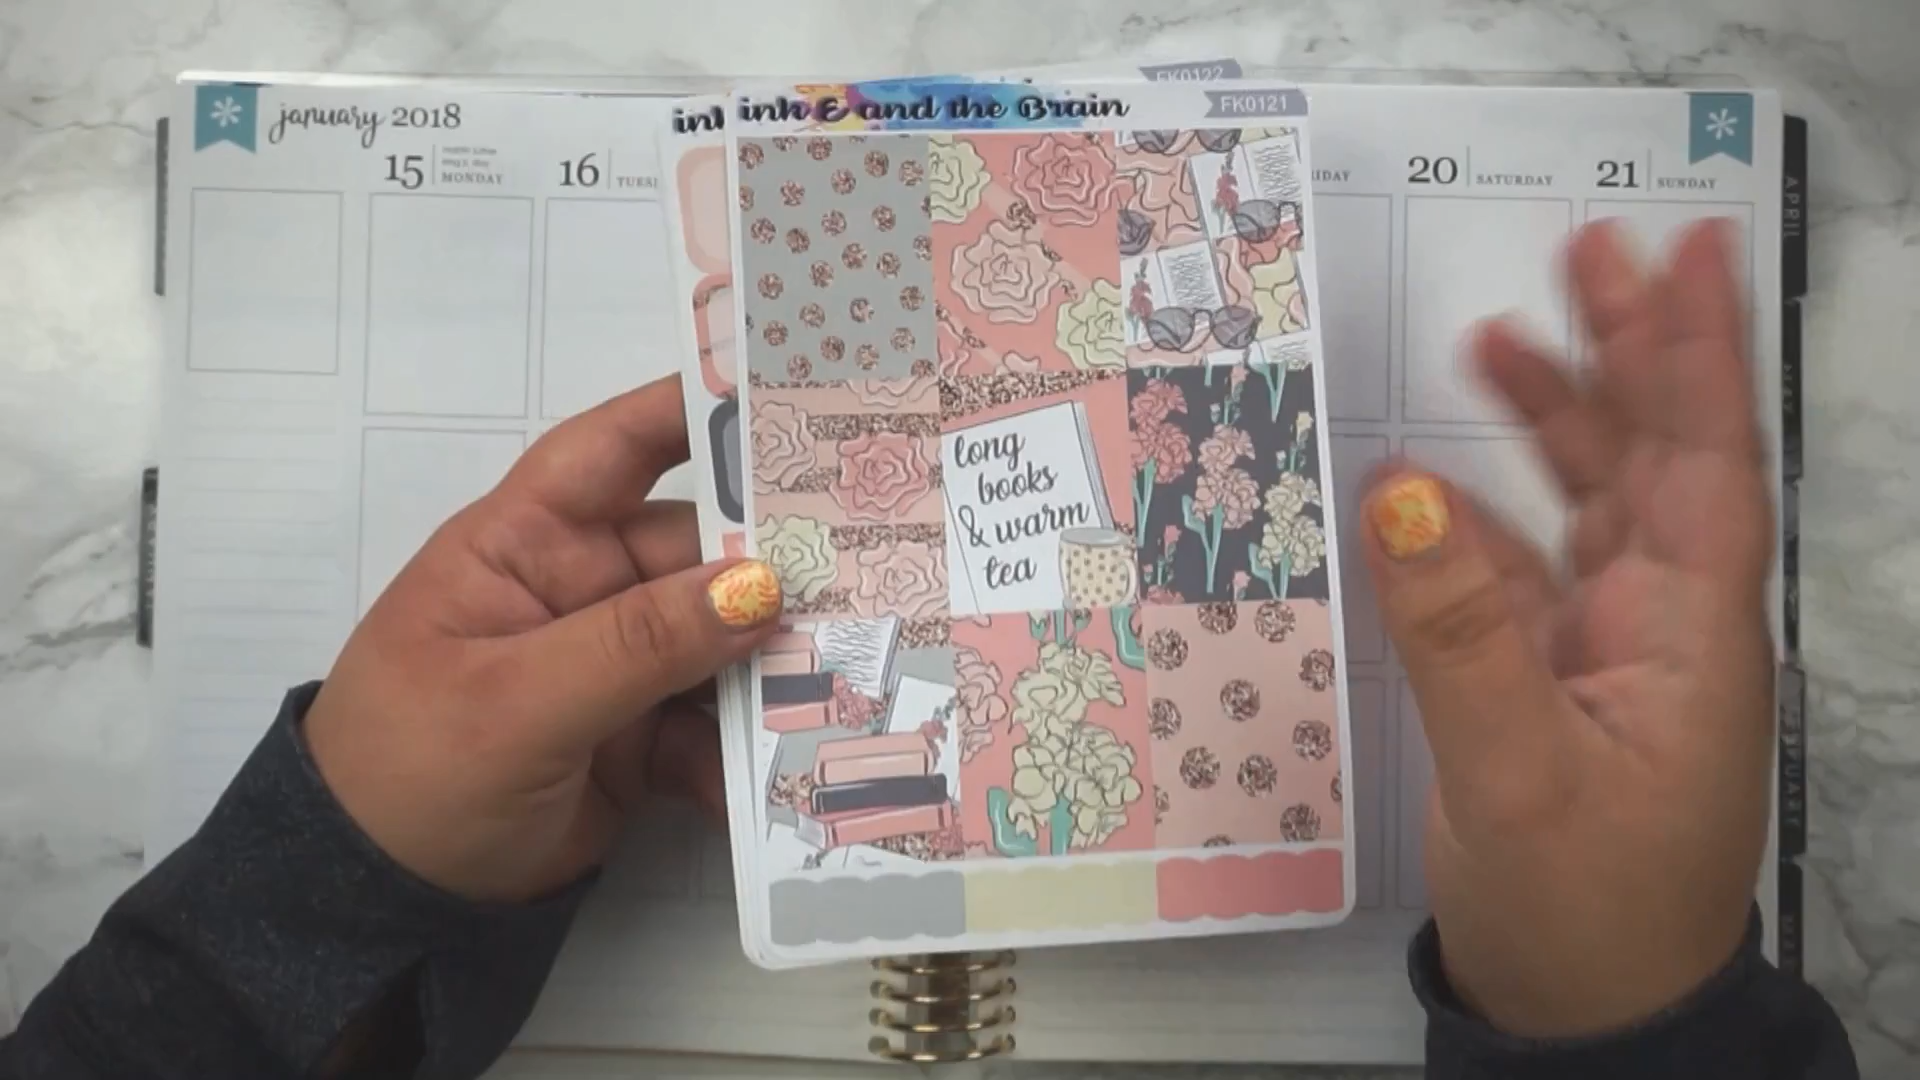 FK0122
ink E and the Brain
FK0121
january 2018
15
MONDAY
16
20
SATURDAY
21
SUNDAY
APRIL
long
books
& warm
tea